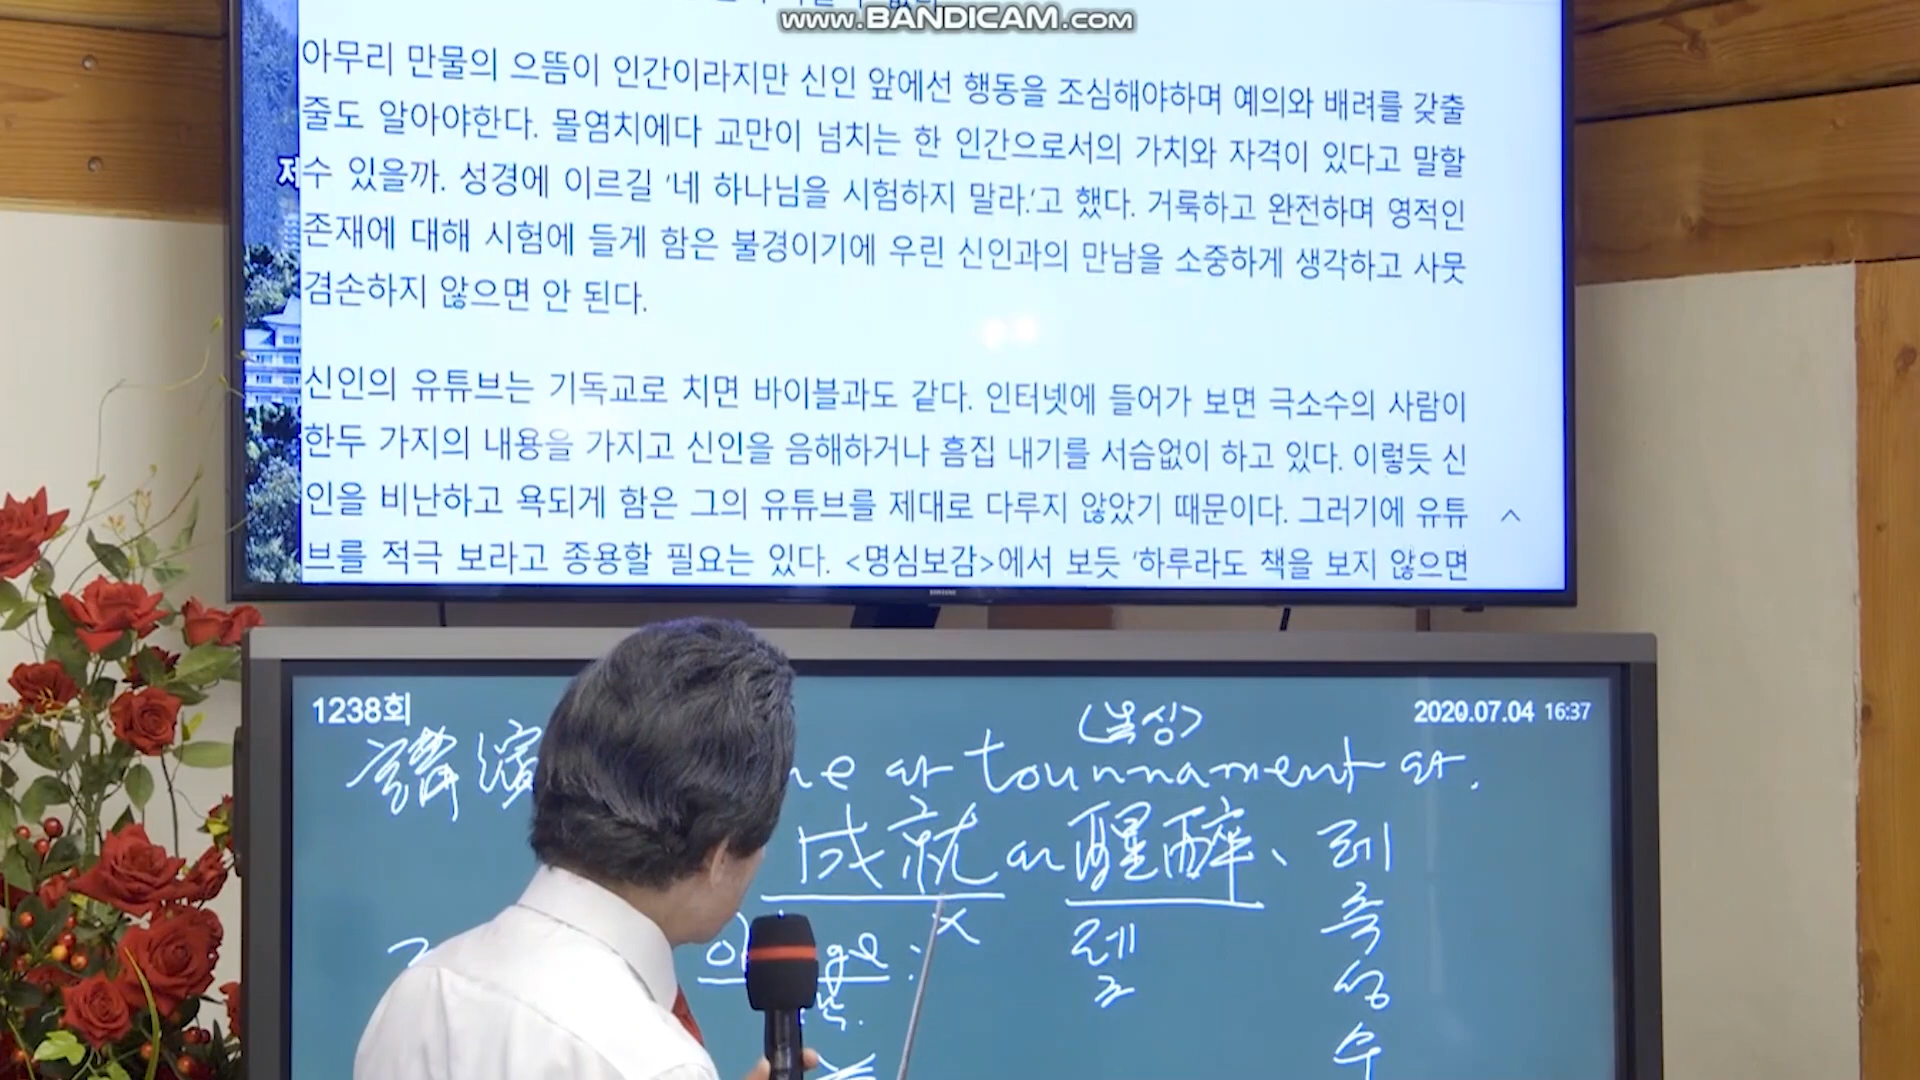 www.BANDICAM.com
아무리 만물의 으뜸이 인간이라지만 신인 앞에선 행동을 조심해야하며 예의와 배려를 갖출
줄도 알아야한다. 몰염치에다 교만이 넘치는 한 인간으로서의 가치와 자격이 있다고 말할
수 있을까. 성경에 이르길 '네 하나님을 시험하지 말라.'고 했다. 거룩하고 완전하며 영적인
존재에 대해 시험에 들게 함은 불경이기에 우린 신인과의 만남을 소중하게 생각하고 사뭇
겸손하지 않으면 안 된다.
신인의 유튜브는 기독교로 치면 바이블과도 같다. 인터넷에 들어가 보면 극소수의 사람이
한두 가지의 내용을 가지고 신인을 음해하거나 흠집 내기를 서슴없이 하고 있다. 이렇듯 신
인을 비난하고 욕되게 함은 그의 유튜브를 제대로 다루지 않았기 때문이다. 그러기에 유튜
브를 적극 보라고 종용할 필요는 있다. <명심보감>에서 보듯 '하루라도 책을 보지 않으면
SAMSUNG
1238회
2020.07.04 16:37
講演
tournament
成就 醒酔